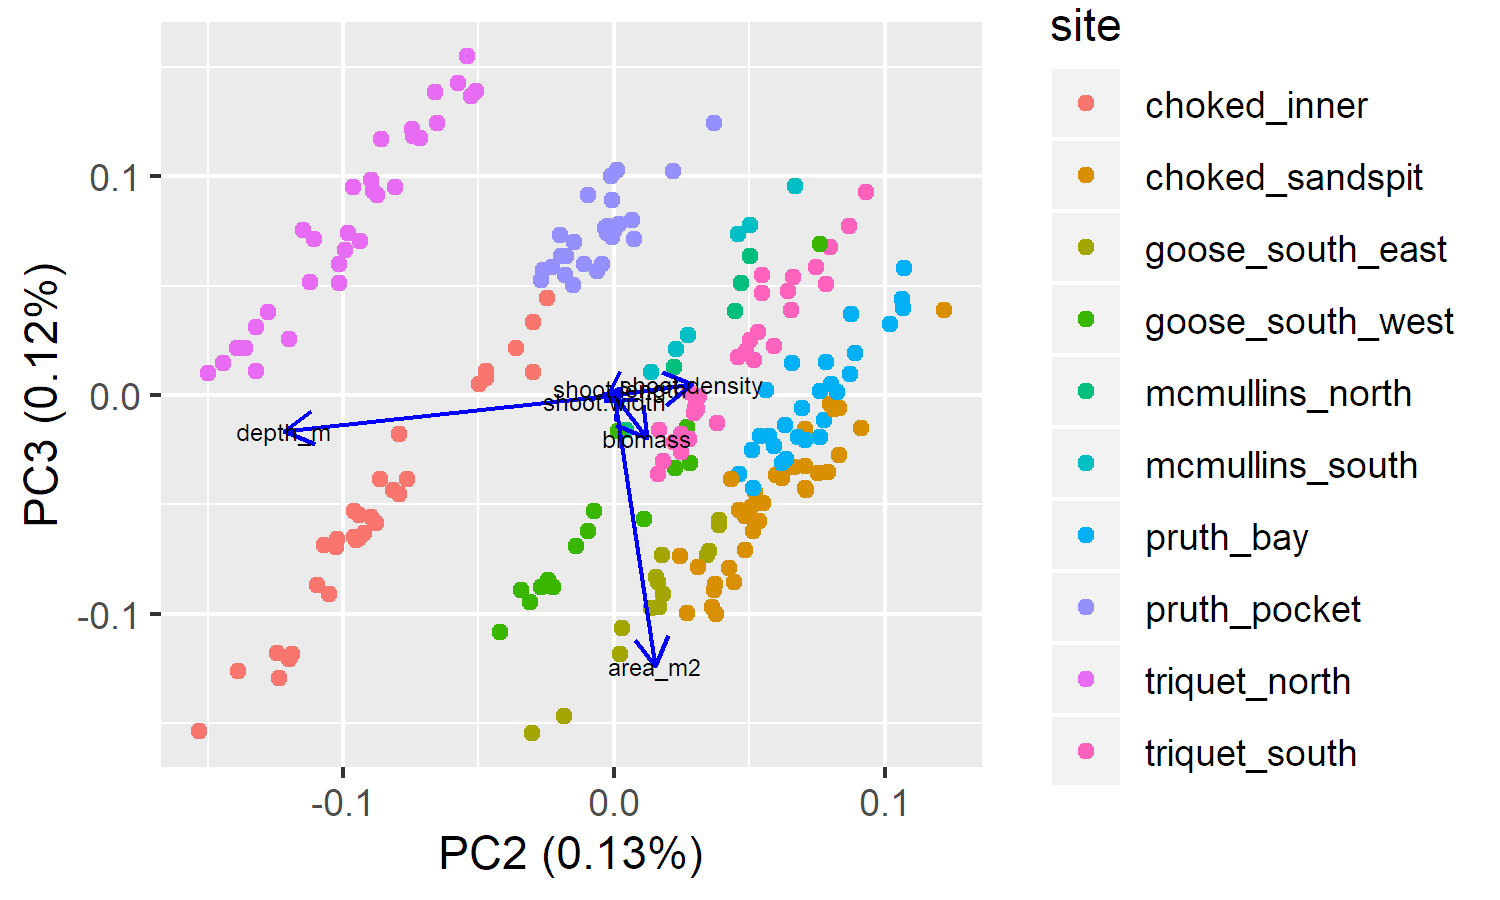 site
choked_inner
choked_sandspit
goose_south_east
goose_south_west
mcmullins_north
mcmullins_south
pruth_bay
pruth_pocket
triquet_north
triquet_south
PC3 (0.12%)
0.1
0.0
-0.1
shoot.density
shoot.width
depth_m
biomass
area_m2
-0.1
0.0
0.1
PC2 (0.13%)